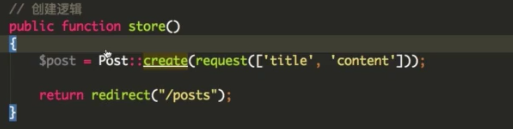 // 创建逻辑
public function store()
{
$post = Post::create(request(['title', 'content']));
return redirect("/posts");
}